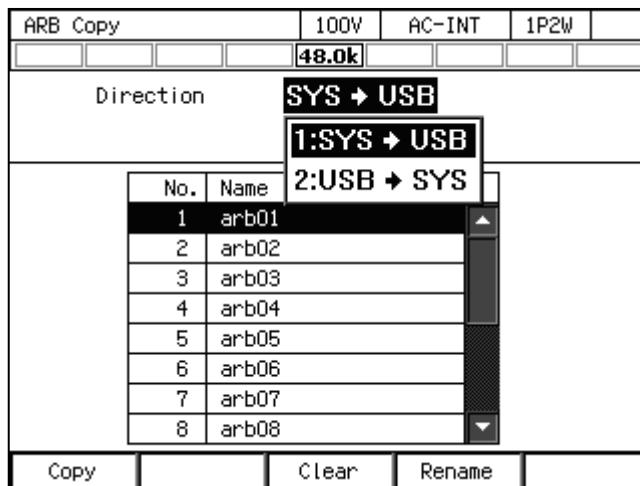 ARB Copy 100V AC-INT 1P2W
48.0k
Direction SYS → USB
1:SYS → USB
2:USB → SYS
No. Name
1 arb01
2 arb02
3 arb03
4 arb04
5 arb05
6 arb06
7 arb07
8 arb08
Copy Clear Rename